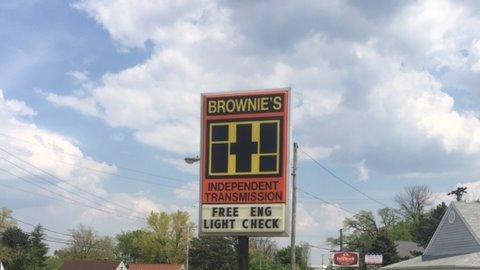 BROWNIE'S
INDEPENDENT
TRANSMISSION
FREE ENG
LIGHT CHECK